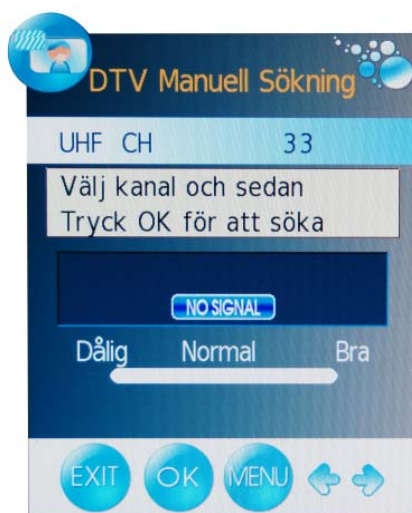 DTV Manuell Sökning
UHF CH 33
Välj kanal och sedan
Tryck OK för att söka
NO SIGNAL
Dålig Normal Bra
EXIT OK MENU